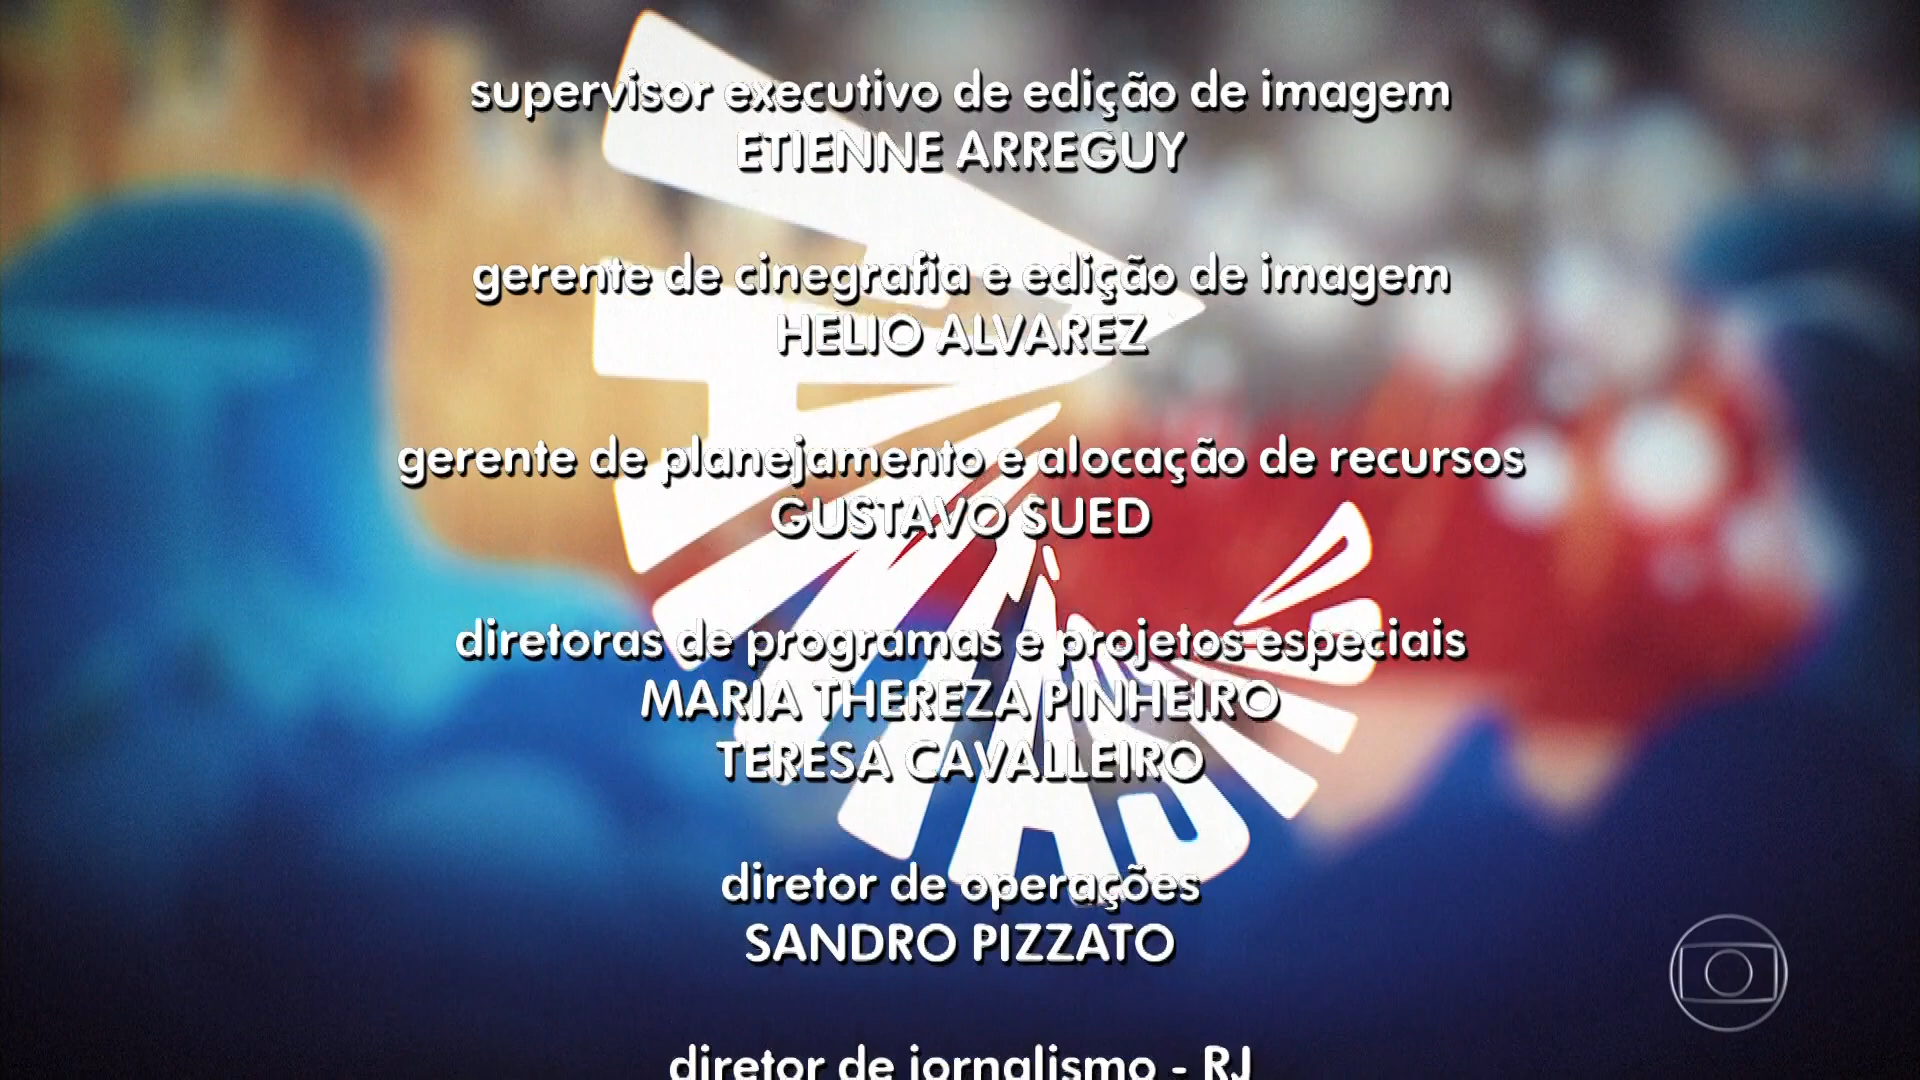 supervisor executivo de edição de imagem
ETIENNE ARREGUY
gerente de cinegrafia e edição de imagem
HELIO ALVAREZ
gerente de planejamento e alocação de recursos
GUSTAVO SUED
diretoras de programas e projetos especiais
MARIA THEREZA PINHEIRO
TERESA CAVALLEIRO
diretor de operações
SANDRO PIZZATO
diretor de jornalismo - RJ